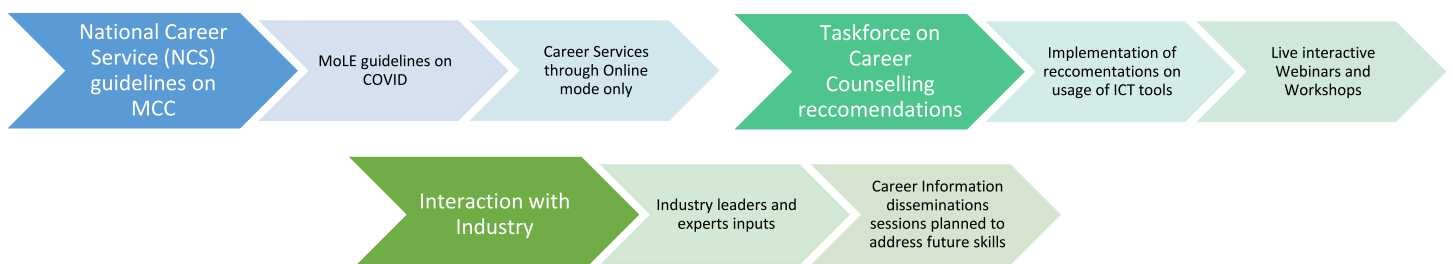 National Career
Service (NCS)
guidelines on
MCC
MoLE guidelines on
COVID
Career Services
through Online
mode only
Taskforce on
Career
Counselling
reccomendations
Implementation of
reccomentations on
usage of ICT tools
Live interactive
Webinars and
Workshops
Interaction with
Industry
Industry leaders and
experts inputs
Career Information
disseminations
sessions planned to
address future skills